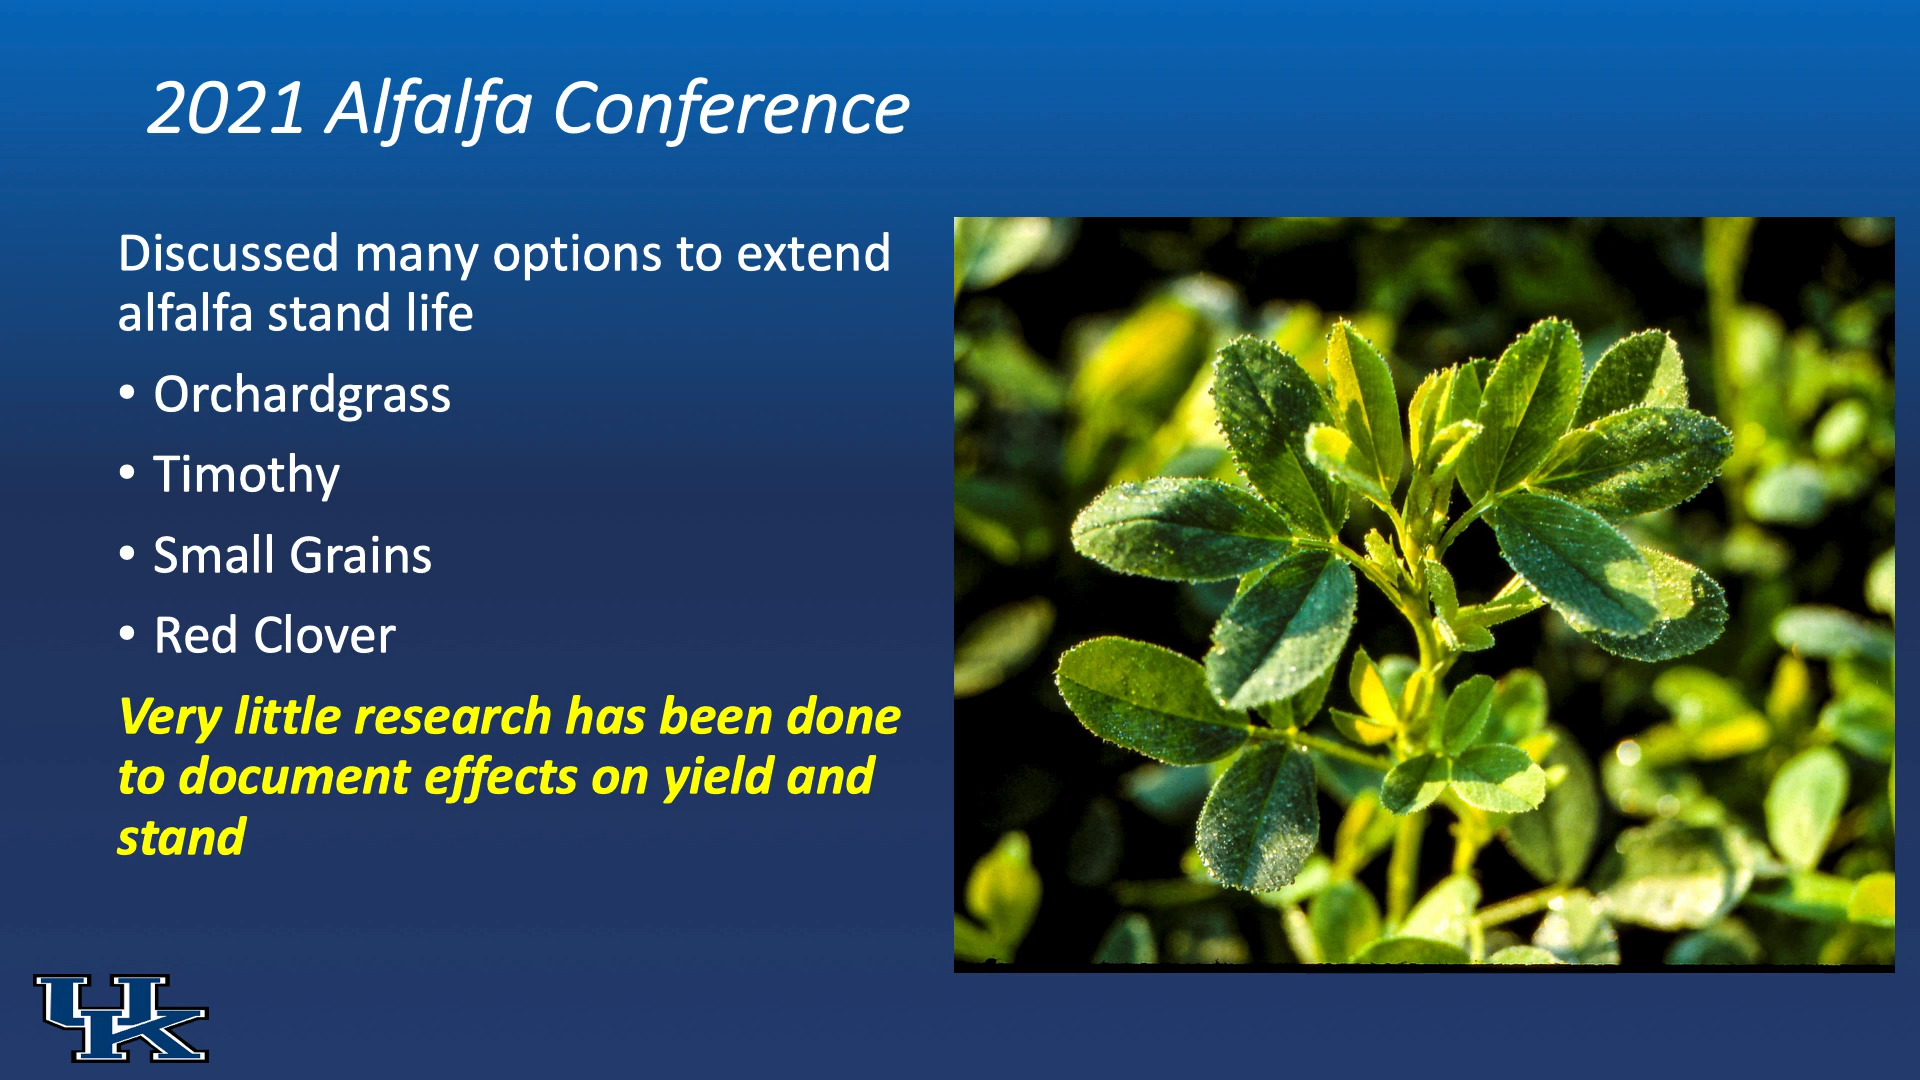 2021 Alfalfa Conference
Discussed many options to extend
alfalfa stand life
• Orchardgrass
• Timothy
• Small Grains
• Red Clover
Very little research has been done
to document effects on yield and
stand
UK